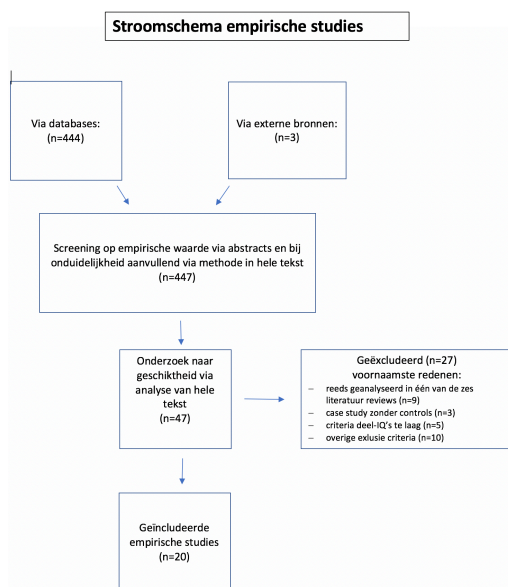 Stroomschema empirische studies
Via databases:
(n=444)
Via externe bronnen:
(n=3)
Screening op empirische waarde via abstracts en bij
onduidelijkheid aanvullend via methode in hele tekst
(n=447)
Onderzoek naar
geschiktheid via
analyse van hele
tekst
(n=47)
Geëxcludeerd (n=27)
voornaamste redenen:
– reeds geanalyseerd in één van de zes
literatuur reviews (n=9)
– case study zonder controls (n=3)
– criteria deel-IQ's te laag (n=5)
– overige exlusie criteria (n=10)
Geïncludeerde
empirische studies
(n=20)